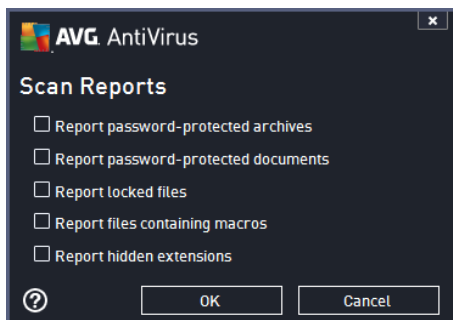 AVG. AntiVirus
Scan Reports
Report password-protected archives
Report password-protected documents
Report locked files
Report files containing macros
Report hidden extensions
OK
Cancel